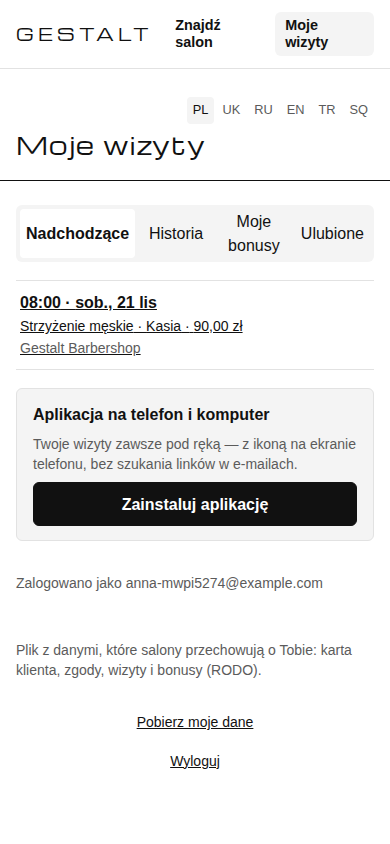 GESTALT
Znajdź salon
Moje wizyty
PL UK RU EN TR SQ
Moje wizyty
Nadchodzące Historia Moje bonusy Ulubione
08:00 · sob., 21 lis
Strzyżenie męskie · Kasia · 90,00 zł
Gestalt Barbershop
Aplikacja na telefon i komputer
Twoje wizyty zawsze pod ręką — z ikoną na ekranie
telefonu, bez szukania linków w e-mailach.
Zainstaluj aplikację
Zalogowano jako anna-mwpi5274@example.com
Plik z danymi, które salony przechowują o Tobie: karta
klienta, zgody, wizyty i bonusy (RODO).
Pobierz moje dane
Wyloguj